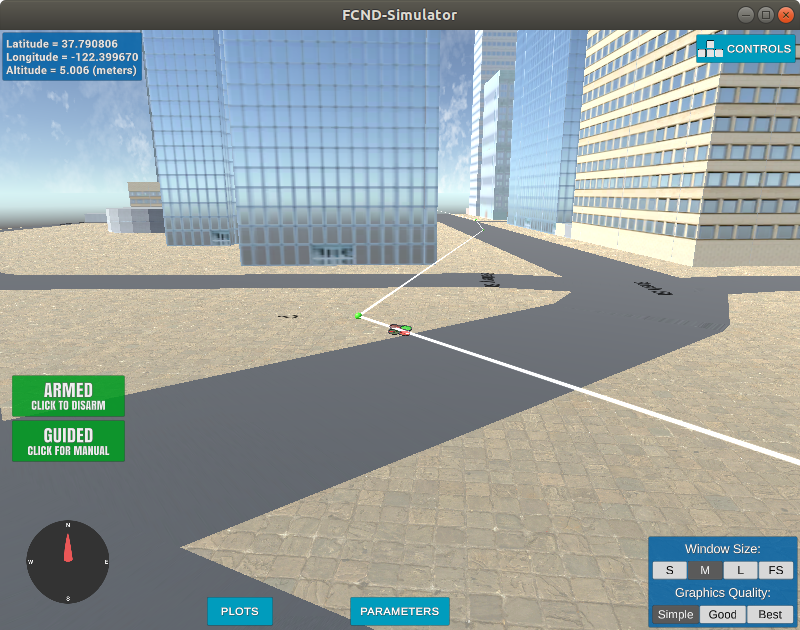 FCND-Simulator
Latitude = 37.790806
Longitude = -122.399670
Altitude = 5.006 (meters)
CONTROLS
ARMED
CLICK TO DISARM
GUIDED
CLICK FOR MANUAL
N
W
E
S
PLOTS
PARAMETERS
Window Size:
S M L FS
Graphics Quality:
Simple Good Best